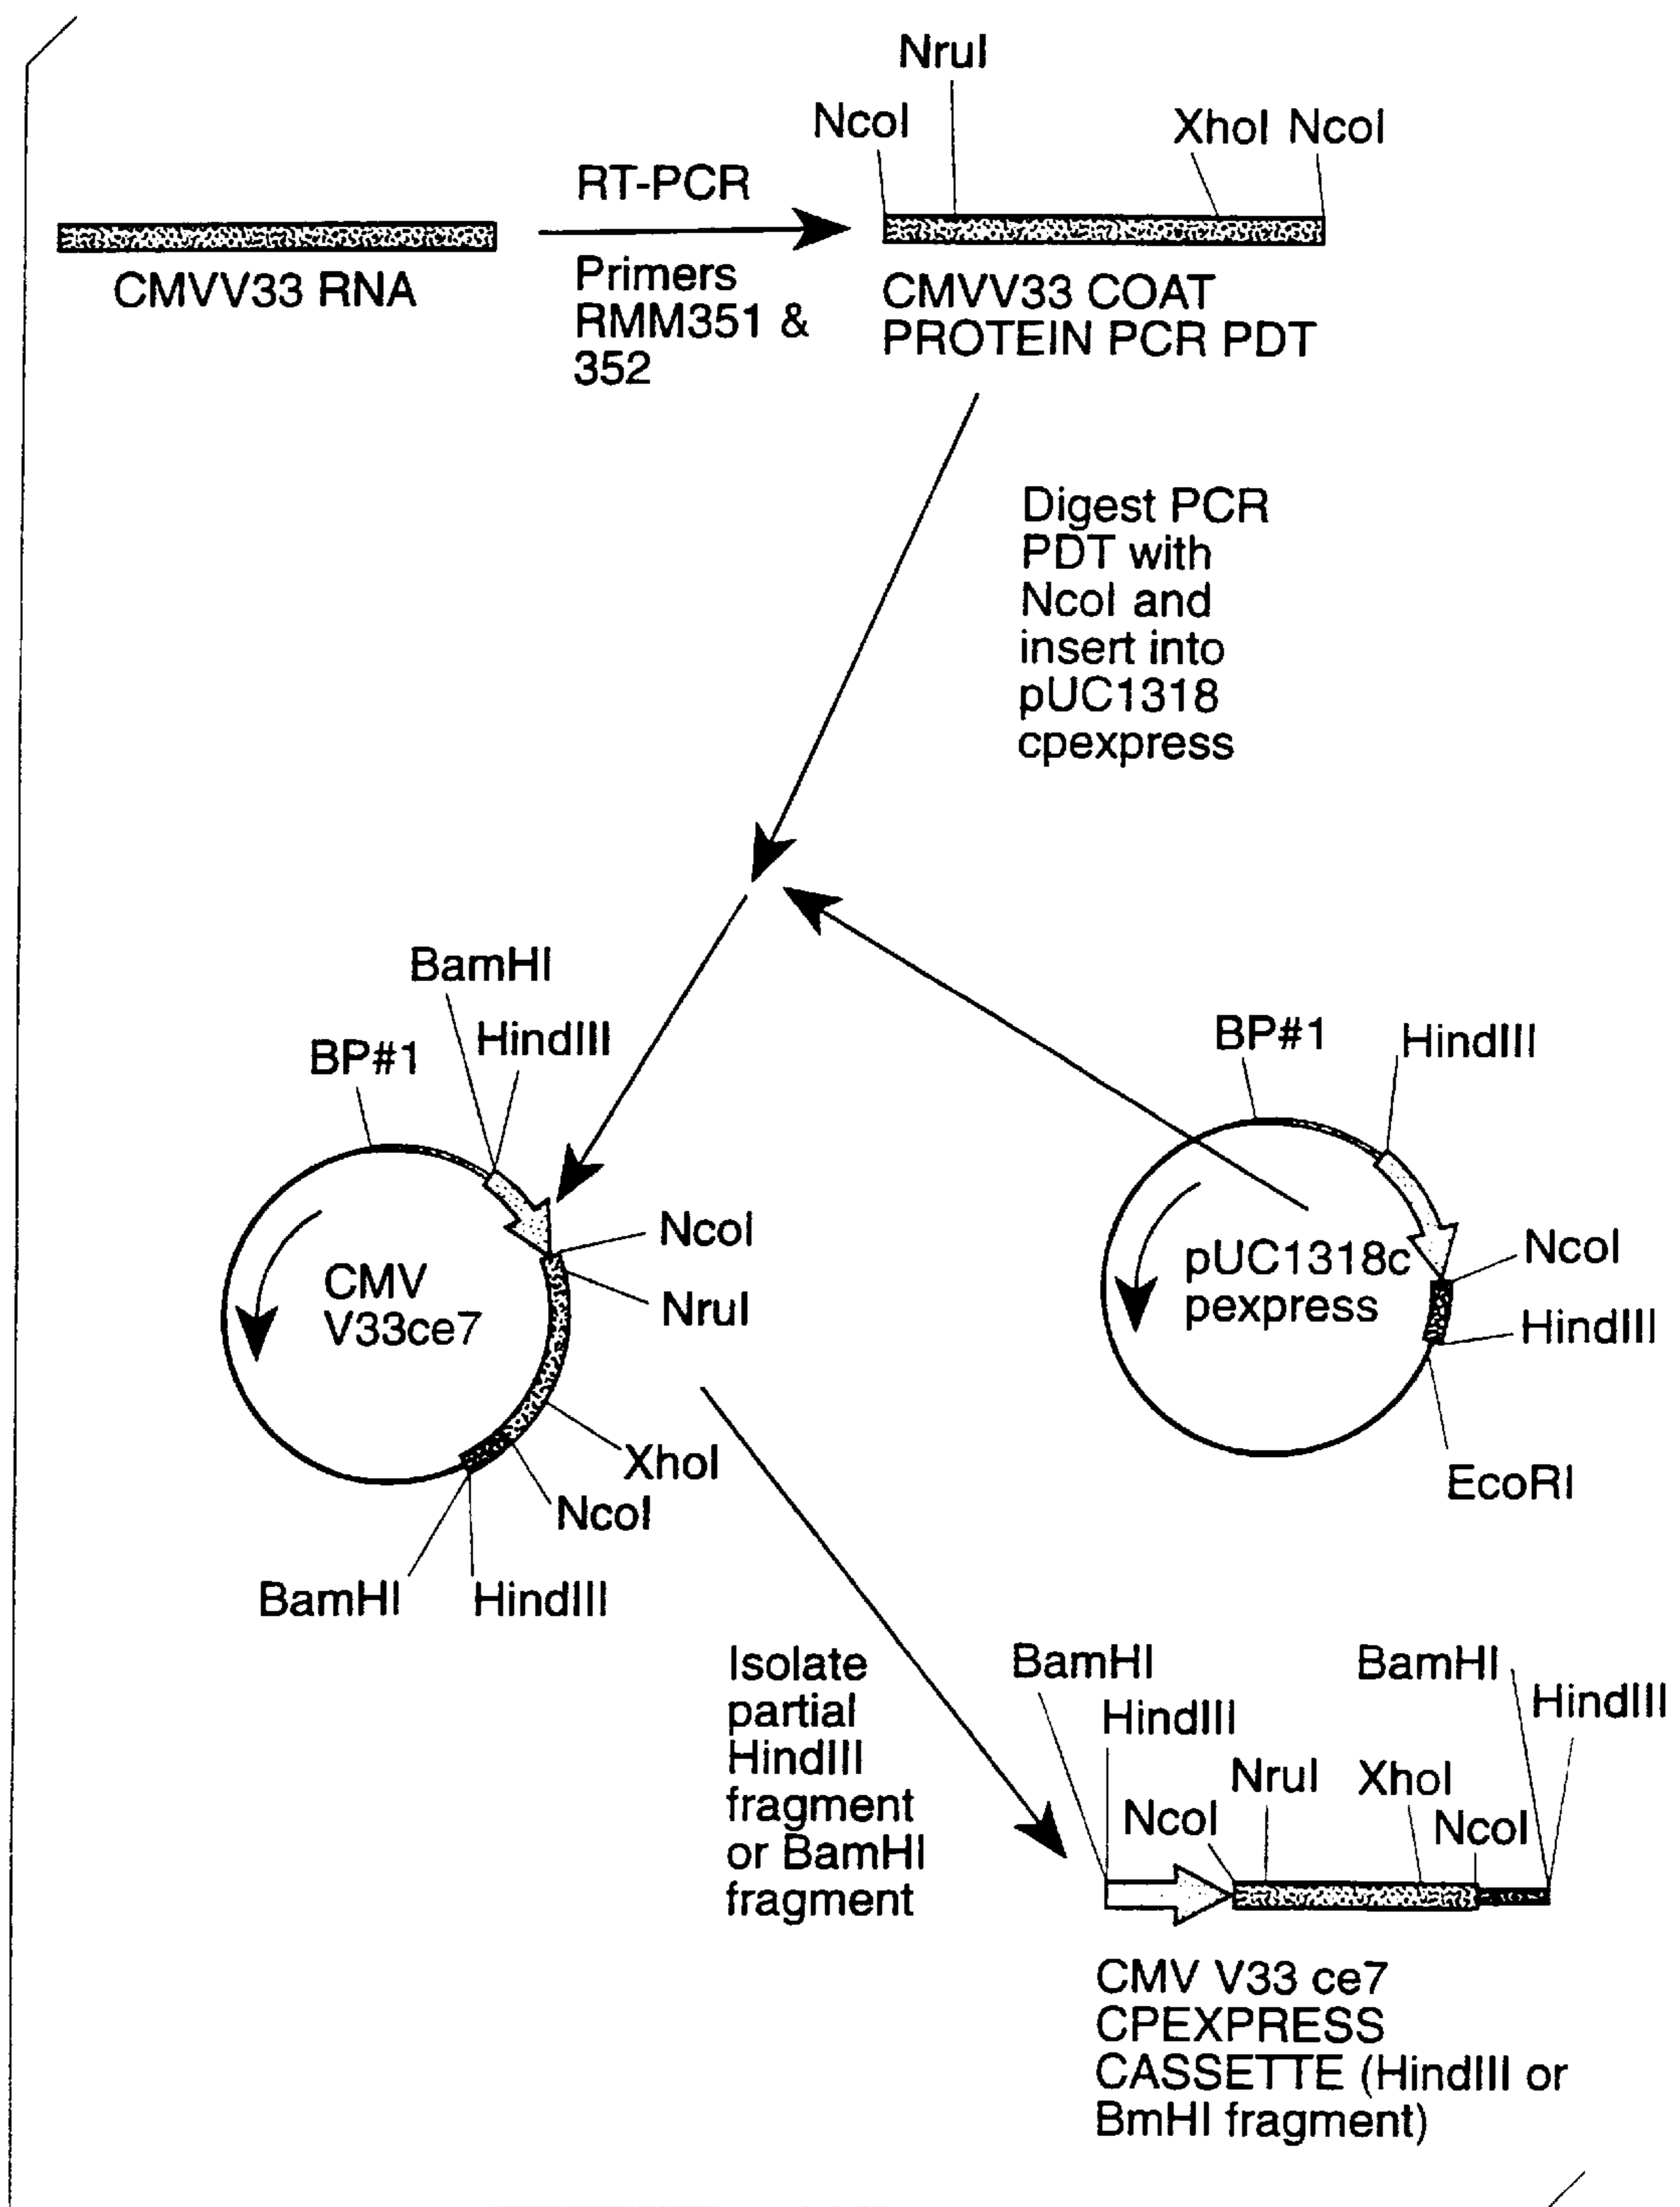 NruI
NcoI
XhoI NcoI
RT-PCR
CMVV33 RNA
Primers
RMM351 &
352
CMVV33 COAT
PROTEIN PCR PDT
Digest PCR
PDT with
NcoI and
insert into
pUC1318
cpexpress
BamHI
HindIII
BP#1
NcoI
NruI
CMV
V33ce7
XhoI
NcoI
BamHI
HindIII
BP#1
HindIII
pUC1318c
pexpress
NcoI
HindIII
EcoRI
Isolate
partial
HindIII
fragment
or BamHI
fragment
BamHI
BamHI
HindIII
HindIII
NruI
XhoI
NcoI
NcoI
CMV V33 ce7
CPEXPRESS
CASSETTE (HindIII or
BmHI fragment)